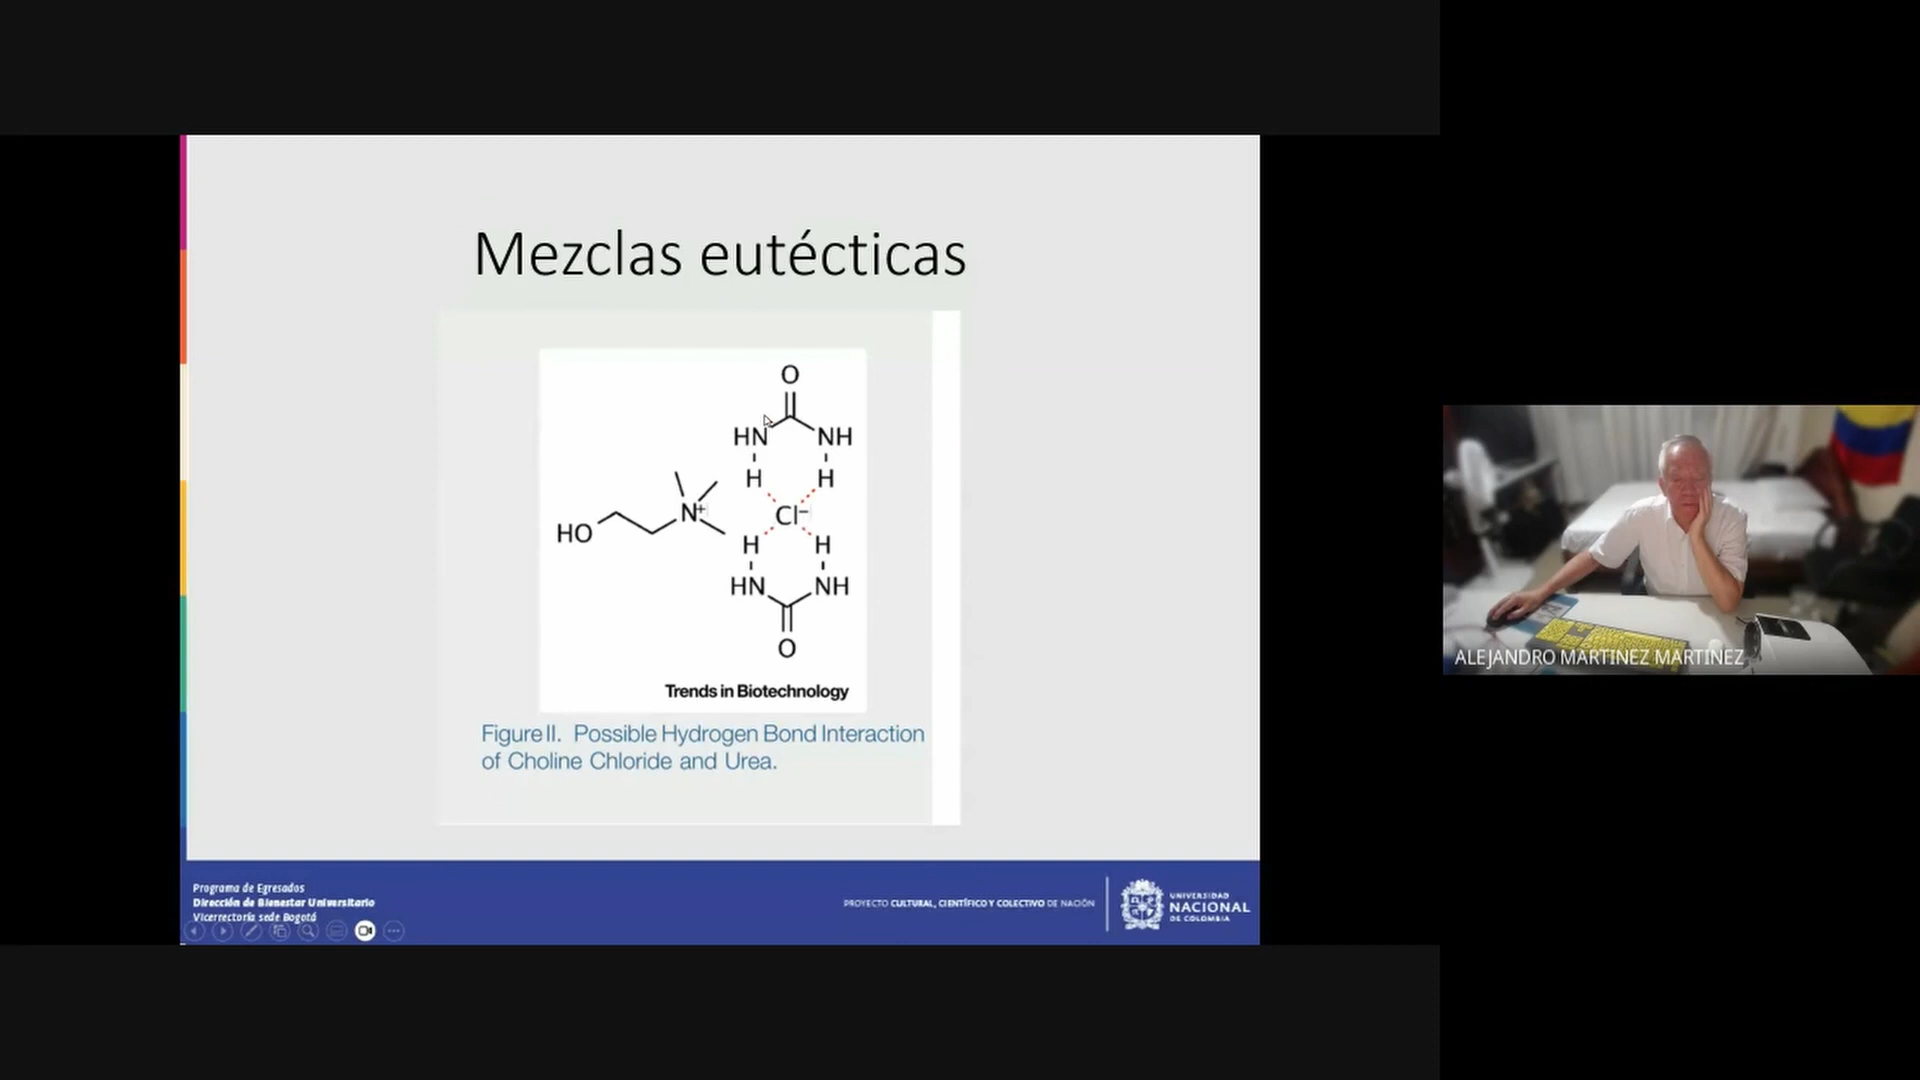 Mezclas eutécticas
O
HN NH
H H
HO N+ Cl-
H H
HN NH
O
Trends in Biotechnology
Figure II. Possible Hydrogen Bond Interaction
of Choline Chloride and Urea.
Programa de Egresados
Dirección de Bienestar Universitario
Vicerrectoría sede Bogotá
PROYECTO CULTURAL, CIENTÍFICO Y COLECTIVO DE NACIÓN
UNIVERSIDAD
NACIONAL
DE COLOMBIA
ALEJANDRO MARTINEZ MARTINEZ